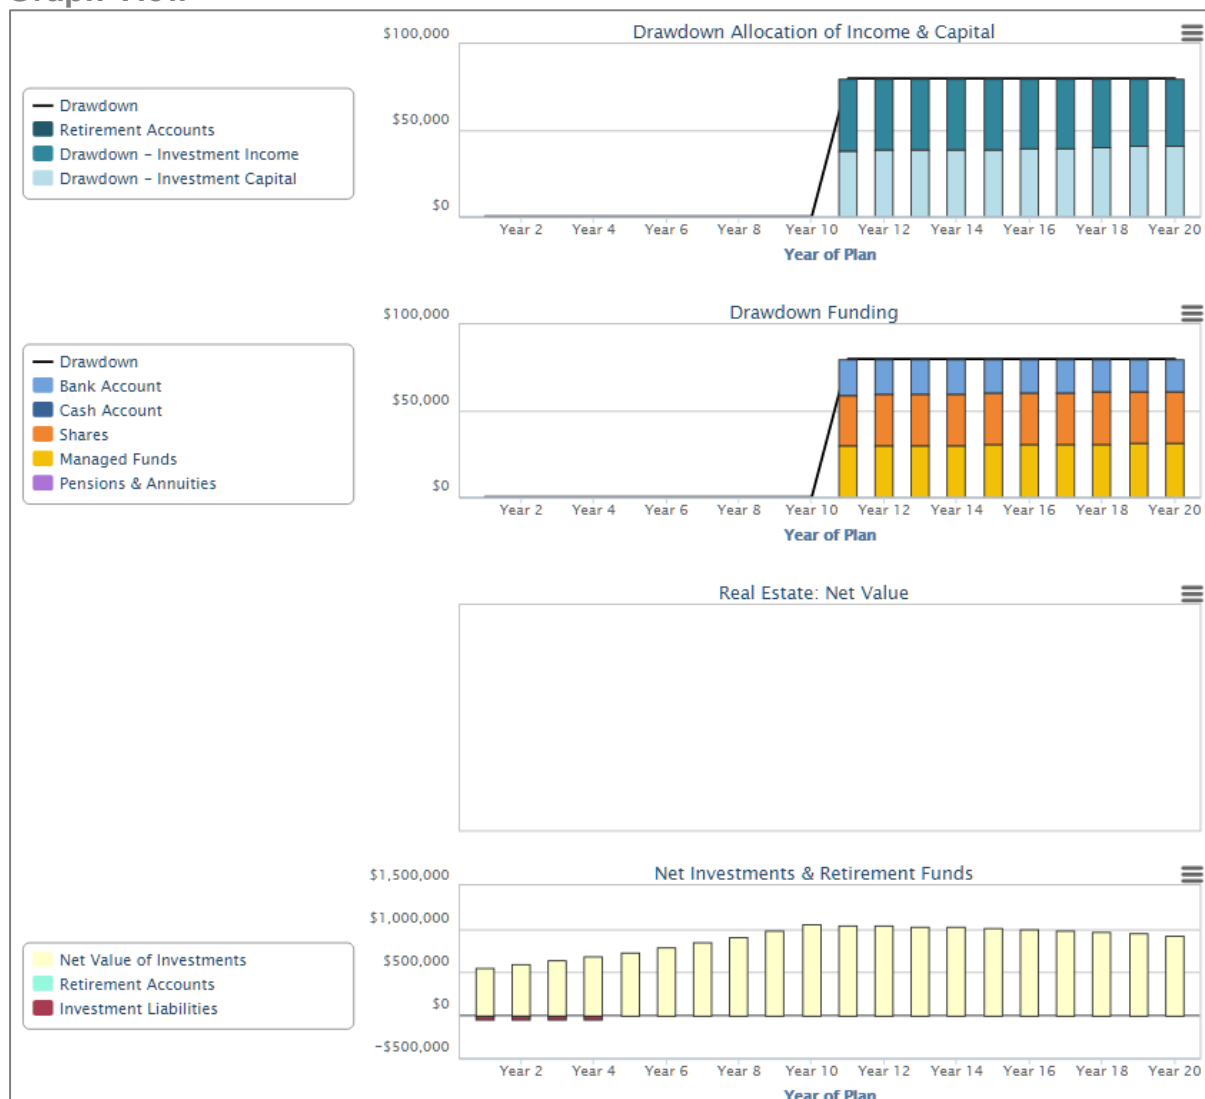 Drawdown Allocation of Income & Capital
$100,000
$50,000
$0
Drawdown
Retirement Accounts
Drawdown - Investment Income
Drawdown - Investment Capital
Year 2 Year 4 Year 6 Year 8 Year 10 Year 12 Year 14 Year 16 Year 18 Year 20
Year of Plan
Drawdown Funding
$100,000
$50,000
$0
Drawdown
Bank Account
Cash Account
Shares
Managed Funds
Pensions & Annuities
Year 2 Year 4 Year 6 Year 8 Year 10 Year 12 Year 14 Year 16 Year 18 Year 20
Year of Plan
Real Estate: Net Value
Net Investments & Retirement Funds
$1,500,000
$1,000,000
$500,000
$0
-$500,000
Net Value of Investments
Retirement Accounts
Investment Liabilities
Year 2 Year 4 Year 6 Year 8 Year 10 Year 12 Year 14 Year 16 Year 18 Year 20
Year of Plan